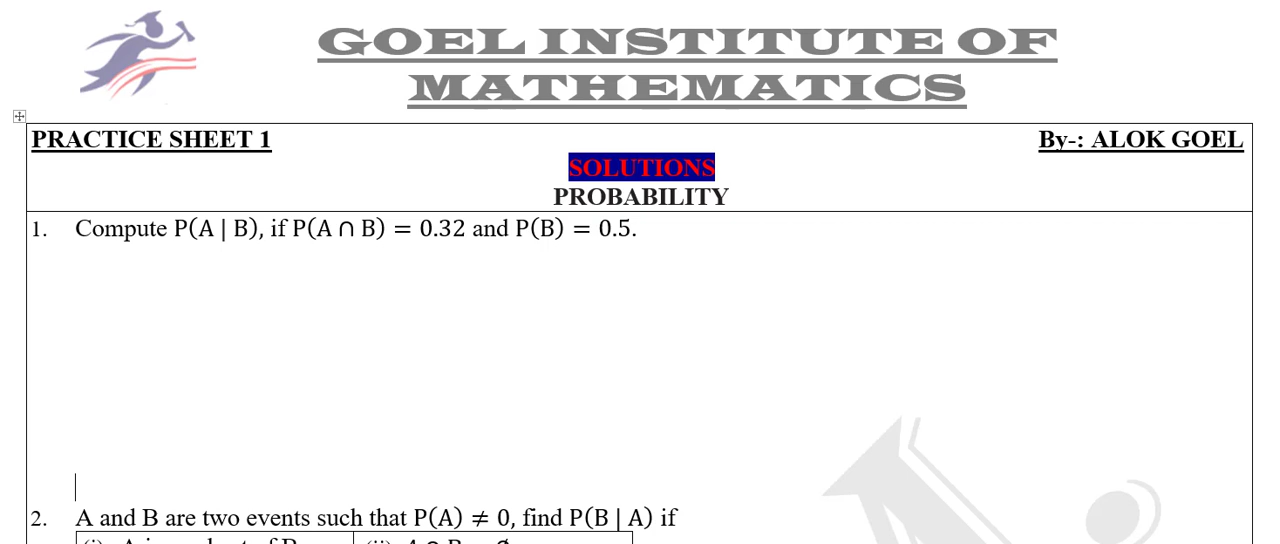 GOEL INSTITUTE OF
MATHEMATICS
PRACTICE SHEET 1 By-: ALOK GOEL
SOLUTIONS
PROBABILITY
1. Compute P(A | B), if P(A ∩ B) = 0.32 and P(B) = 0.5.
2. A and B are two events such that P(A) ≠ 0, find P(B | A) if